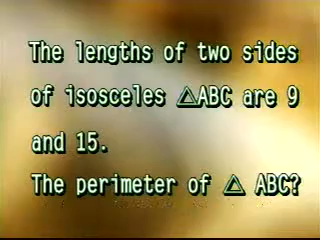 The lengths of two sides
of isosceles △ABC are 9
and 15.
The perimeter of △ ABC?